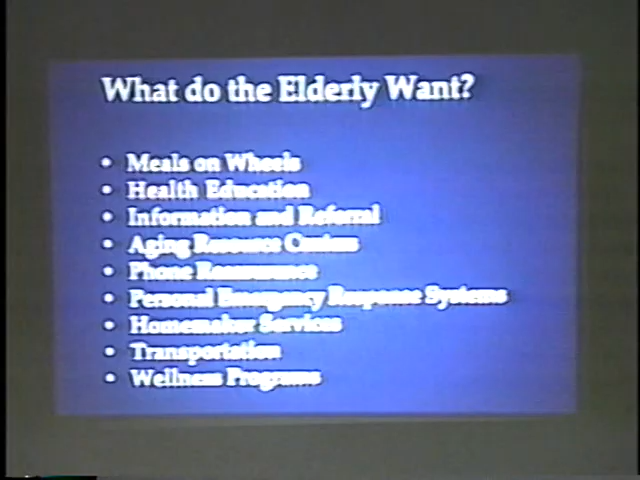 What do the Elderly Want?
• Meals on Wheels
• Health Education
• Information and Referral
• Aging Resource Centers
• Phone Reassurance
• Personal Emergency Response Systems
• Homemaker Services
• Transportation
• Wellness Programs